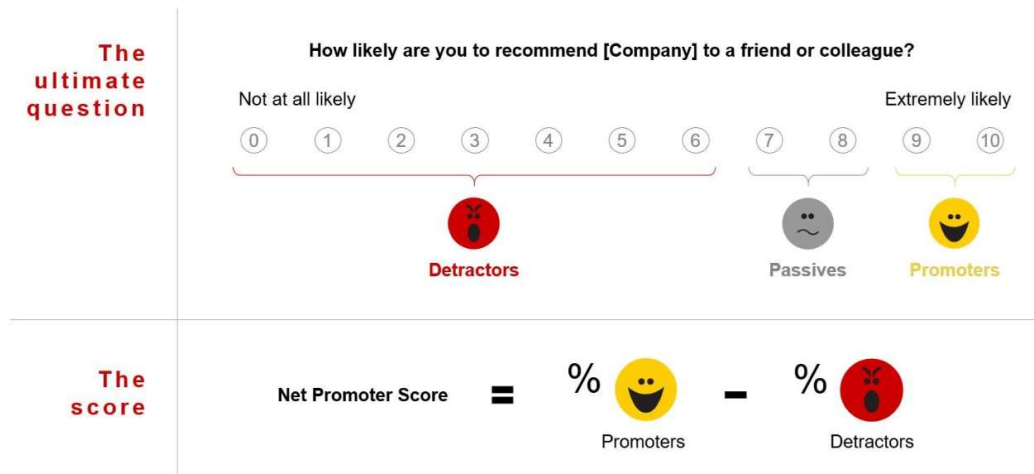 The
ultimate
question
How likely are you to recommend [Company] to a friend or colleague?
Not at all likely
Extremely likely
0 1 2 3 4 5 6 7 8 9 10
Detractors
Passives
Promoters
The
score
Net Promoter Score = % - %
Promoters
Detractors